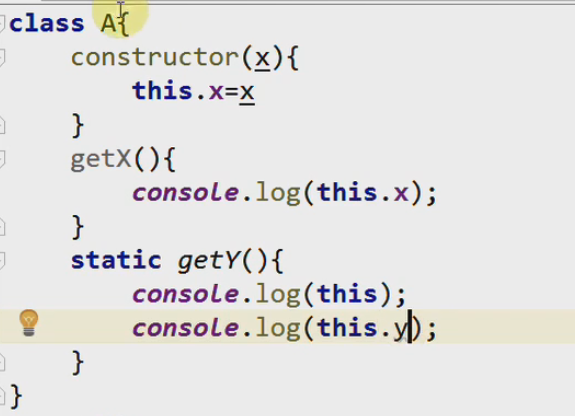 class A{
constructor(x){
this.x=x
}
getX(){
console.log(this.x);
}
static getY(){
console.log(this);
console.log(this.y);
}
}